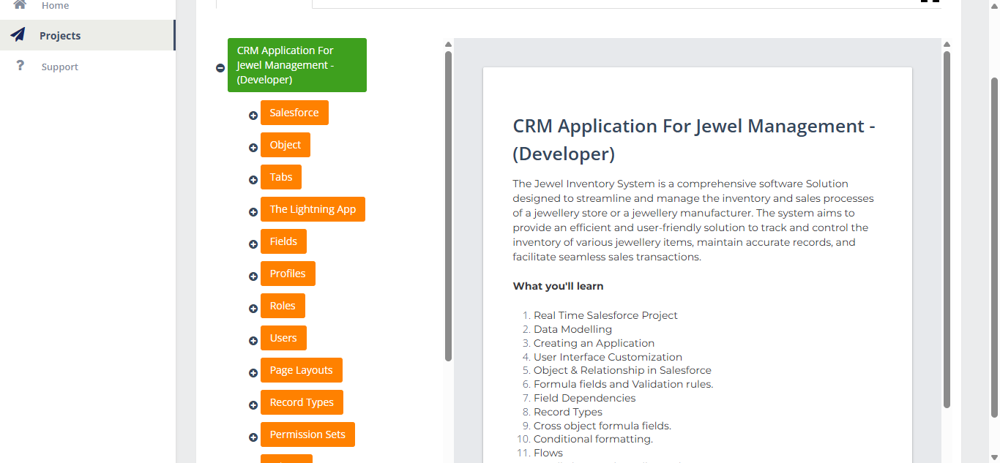 Home
Projects
? Support
CRM Application For
Jewel Management -
(Developer)
Salesforce
Object
Tabs
The Lightning App
Fields
Profiles
Roles
Users
Page Layouts
Record Types
Permission Sets
CRM Application For Jewel Management -
(Developer)
The Jewel Inventory System is a comprehensive software Solution
designed to streamline and manage the inventory and sales processes
of a jewellery store or a jewellery manufacturer. The system aims to
provide an efficient and user-friendly solution to track and control the
inventory of various jewellery items, maintain accurate records, and
facilitate seamless sales transactions.
What you'll learn
1. Real Time Salesforce Project
2. Data Modelling
3. Creating an Application
4. User Interface Customization
5. Object & Relationship in Salesforce
6. Formula fields and Validation rules.
7. Field Dependencies
8. Record Types
9. Cross object formula fields.
10. Conditional formatting.
11. Flows